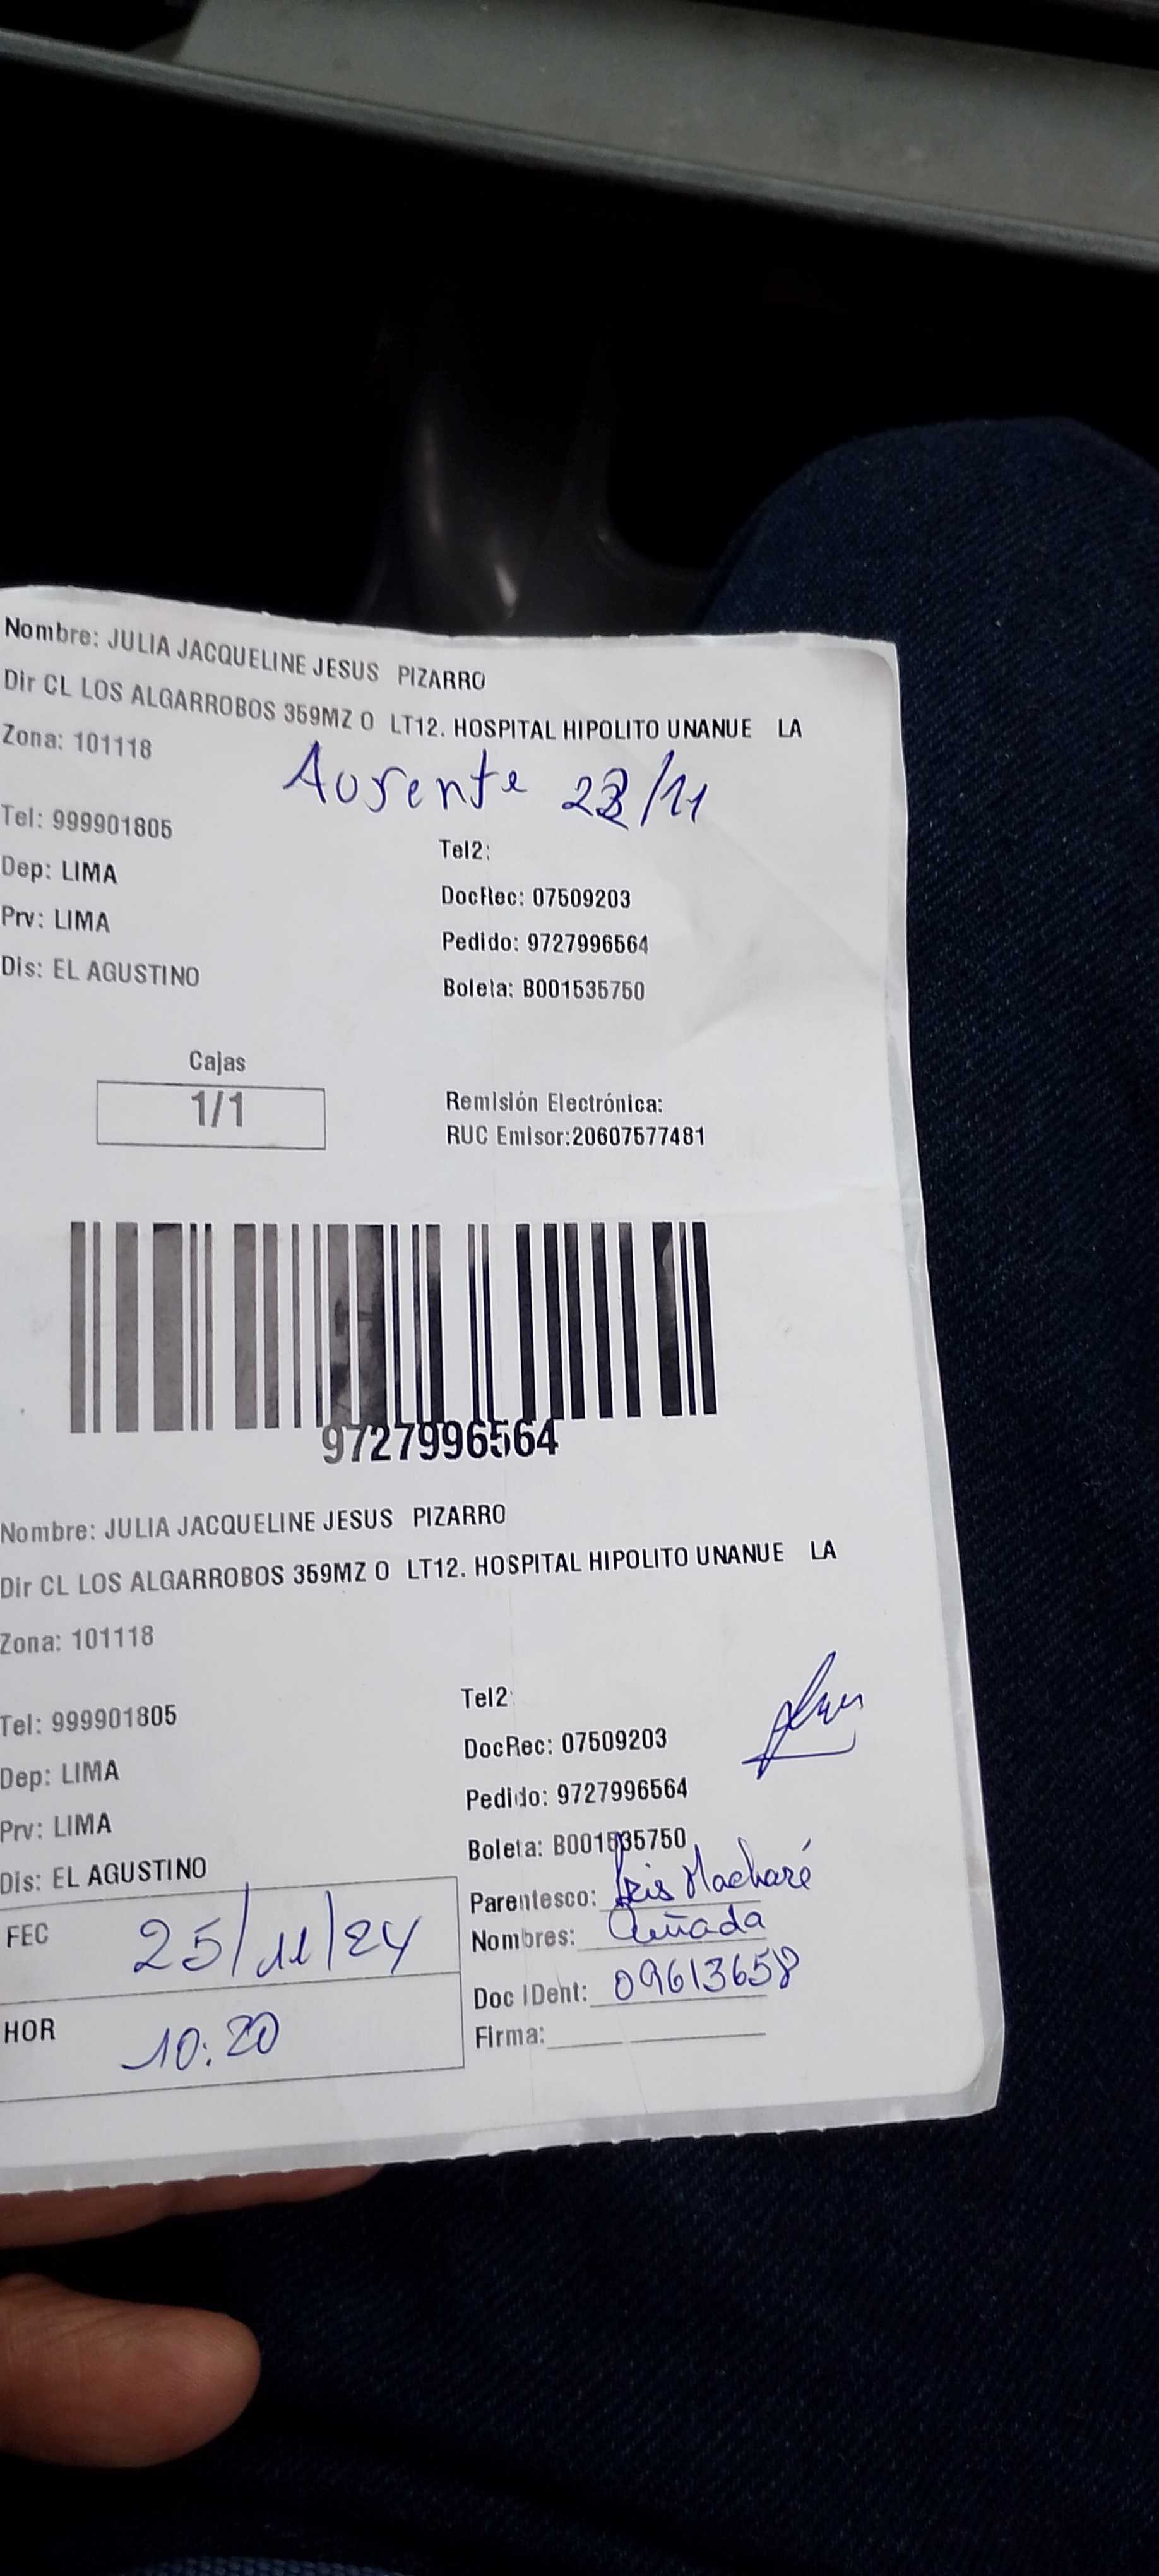 Nombre: JULIA JACQUELINE JESUS PIZARRO
Dir CL LOS ALGARROBOS 359MZ O LT12. HOSPITAL HIPOLITO UNANUE LA
Zona: 101118
Ausente 23/11
Tel: 999901805
Tel2:
Dep: LIMA
DocRec: 07509203
Prv: LIMA
Pedido: 9727996564
Dis: EL AGUSTINO
Boleta: B001535750
Cajas
1/1
Remisión Electrónica:
RUC Emisor:20607577481
9727996564
Nombre: JULIA JACQUELINE JESUS PIZARRO
Dir CL LOS ALGARROBOS 359MZ O LT12. HOSPITAL HIPOLITO UNANUE LA
Zona: 101118
Tel: 999901805
Tel2:
Dep: LIMA
DocRec: 07509203
Prv: LIMA
Pedido: 9727996564
Dis: EL AGUSTINO
Boleta: B001535750
FEC 25/11/24
Parentesco: Iris Macharé
Nombres: Cuñada
HOR 10:20
Doc IDent: 09613658
Firma: